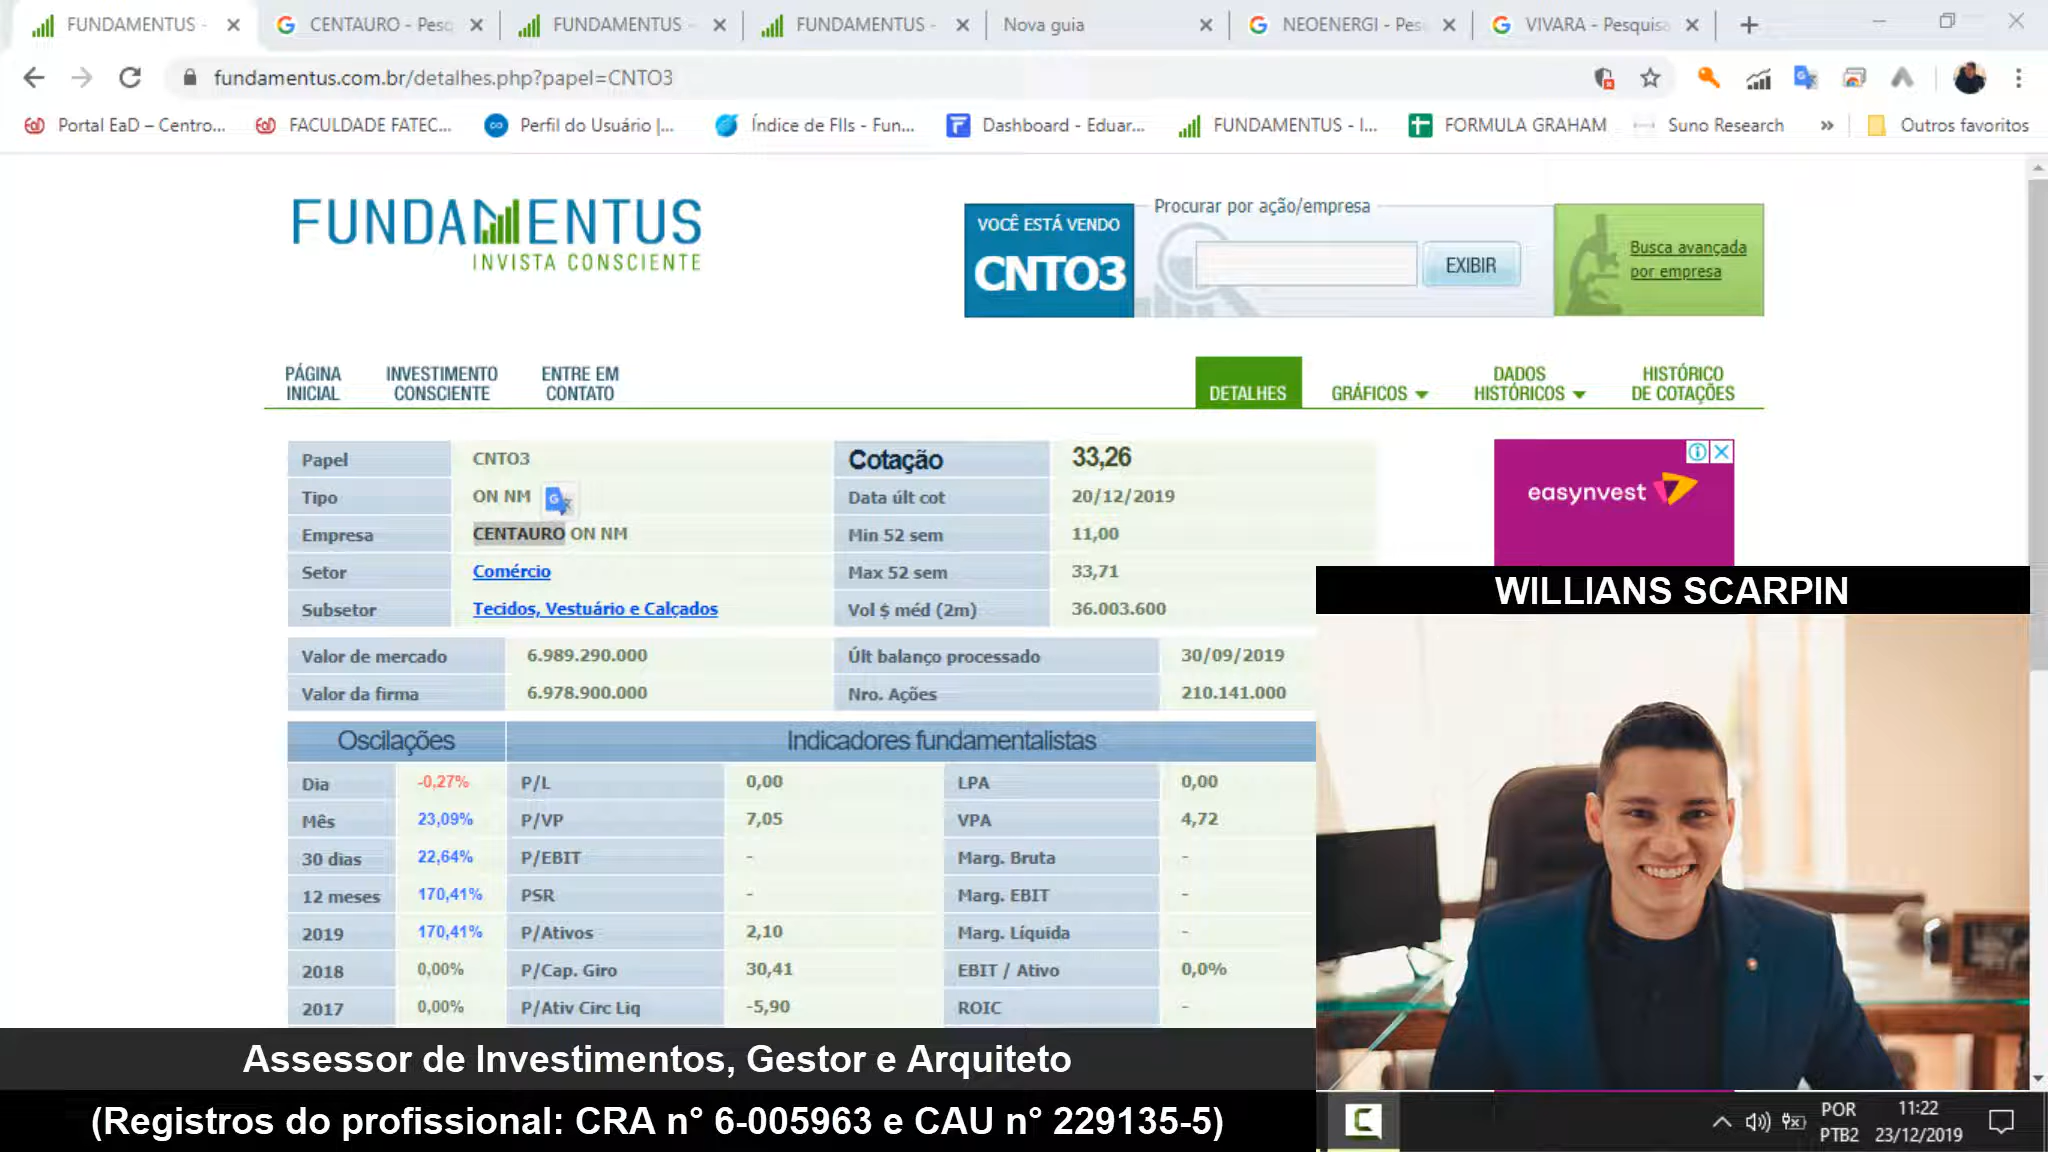 FUNDAMENTUS -
CENTAURO - Pesq
FUNDAMENTUS -
FUNDAMENTUS -
Nova guia
NEOENERGI - Pes
VIVARA - Pesquisa
fundamentus.com.br/detalhes.php?papel=CNTO3
Portal EaD – Centro...
FACULDADE FATEC...
Perfil do Usuário |...
Índice de FIIs - Fun...
Dashboard - Eduar...
FUNDAMENTUS - I...
FORMULA GRAHAM
Suno Research
»
Outros favoritos
FUNDAMENTUS
INVISTA CONSCIENTE
VOCÊ ESTÁ VENDO
CNTO3
Procurar por ação/empresa
EXIBIR
Busca avançada
por empresa
PÁGINA
INICIAL
INVESTIMENTO
CONSCIENTE
ENTRE EM
CONTATO
DETALHES
GRÁFICOS
DADOS
HISTÓRICOS
HISTÓRICO
DE COTAÇÕES
Papel CNTO3 Cotação 33,26
Tipo ON NM Data últ cot 20/12/2019
Empresa CENTAURO ON NM Min 52 sem 11,00
Setor Comércio Max 52 sem 33,71
Subsetor Tecidos, Vestuário e Calçados Vol $ méd (2m) 36.003.600
easynvest
Valor de mercado 6.989.290.000 Últ balanço processado 30/09/2019
Valor da firma 6.978.900.000 Nro. Ações 210.141.000
Oscilações Indicadores fundamentalistas
Dia -0,27% P/L 0,00 LPA 0,00
Mês 23,09% P/VP 7,05 VPA 4,72
30 dias 22,64% P/EBIT - Marg. Bruta -
12 meses 170,41% PSR - Marg. EBIT -
2019 170,41% P/Ativos 2,10 Marg. Líquida -
2018 0,00% P/Cap. Giro 30,41 EBIT / Ativo 0,0%
2017 0,00% P/Ativ Circ Liq -5,90 ROIC -
WILLIANS SCARPIN
Assessor de Investimentos, Gestor e Arquiteto
(Registros do profissional: CRA n° 6-005963 e CAU n° 229135-5)
POR
PTB2
11:22
23/12/2019